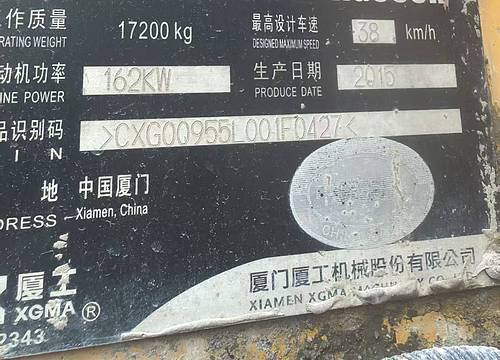 作质量 17200 kg 最高设计车速 38 km/h
RATING WEIGHT DESIGNED MAXIMUM SPEED
动机功率 162KW 生产日期 2015
INE POWER PRODUCE DATE
品识别码 >CXG00955L001F0427<
I N
地 中国厦门
DRESS Xiamen, China
厦工 厦门厦工机械股份有限公司
XGMA ® XIAMEN XGMA MACHINERY CO
2343